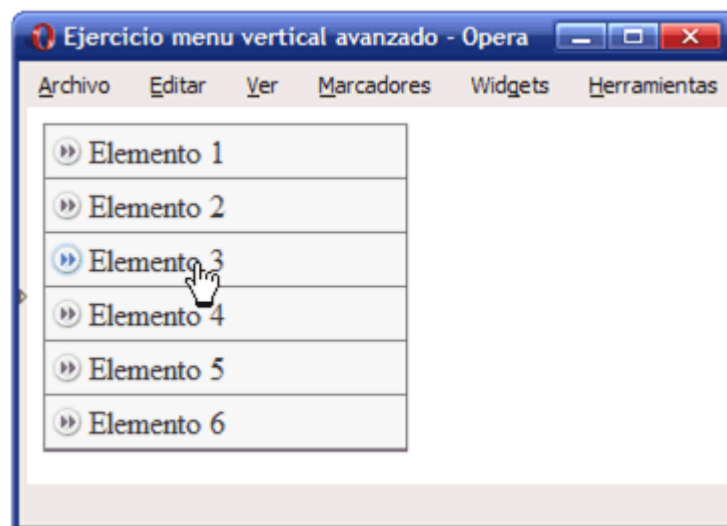 Ejercicio menu vertical avanzado - Opera
Archivo Editar Ver Marcadores Widgets Herramientas
Elemento 1
Elemento 2
Elemento 3
Elemento 4
Elemento 5
Elemento 6